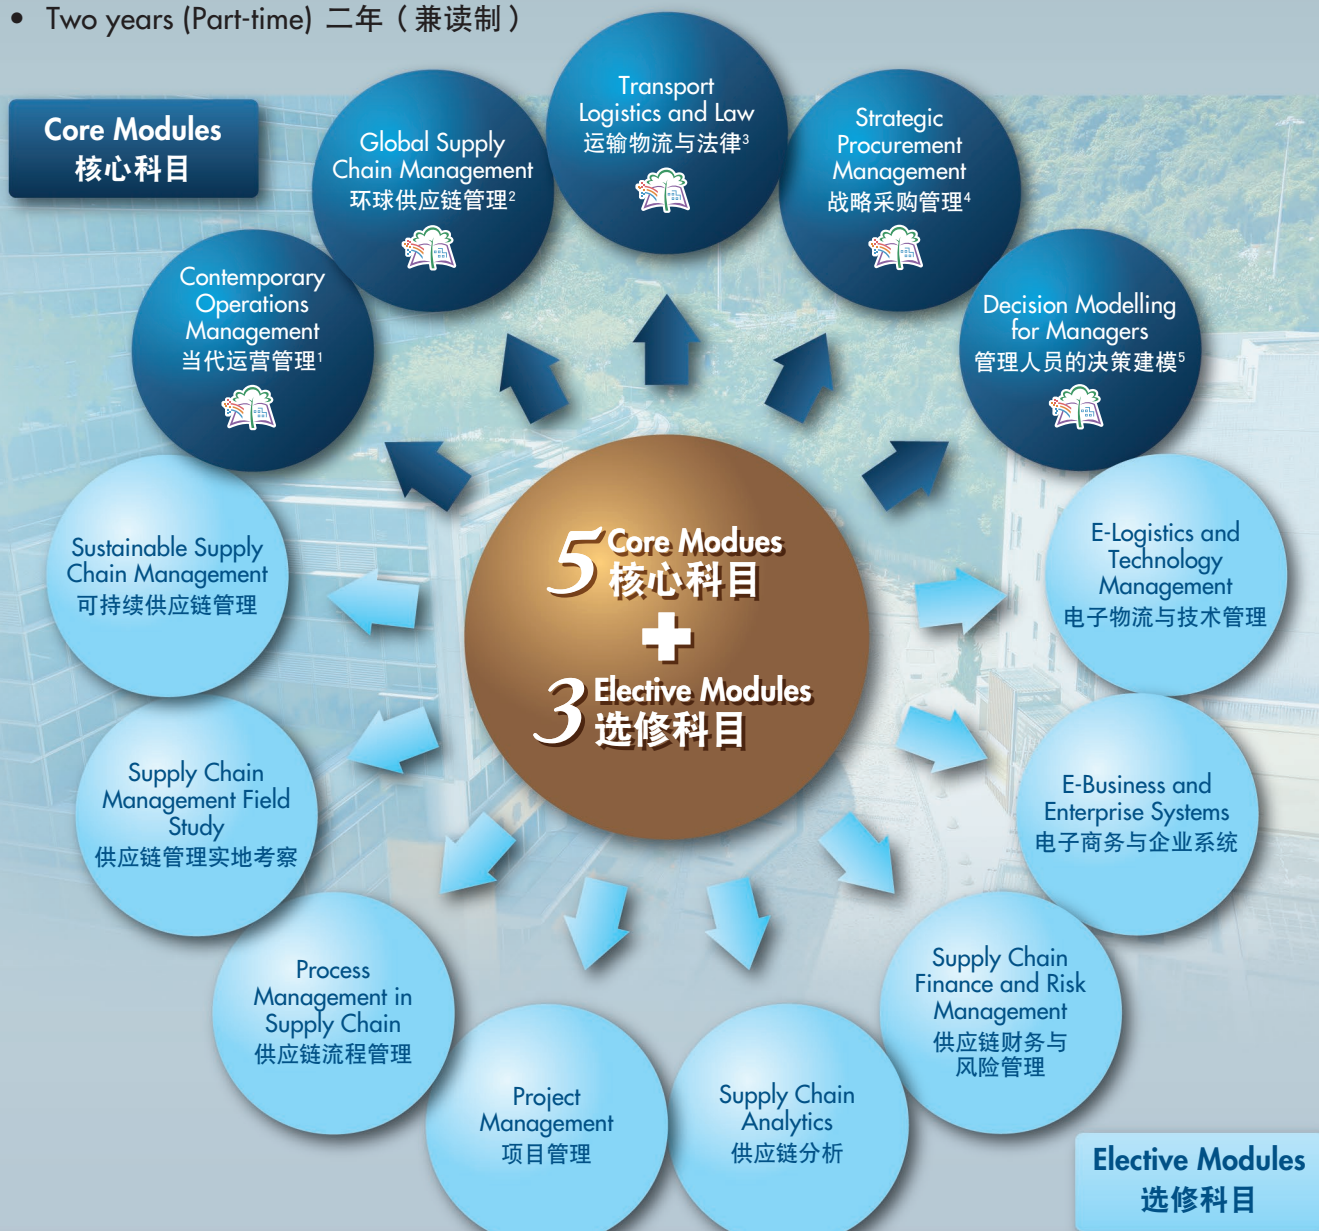 • Two years (Part-time) 二年（兼读制）
Core Modules
核心科目
Contemporary
Operations
Management
当代运营管理1
Global Supply
Chain Management
环球供应链管理2
Transport
Logistics and Law
运输物流与法律3
Strategic
Procurement
Management
战略采购管理4
Decision Modelling
for Managers
管理人员的决策建模5
5 Core Modues
核心科目
+
3 Elective Modules
选修科目
E-Logistics and
Technology
Management
电子物流与技术管理
E-Business and
Enterprise Systems
电子商务与企业系统
Supply Chain
Finance and Risk
Management
供应链财务与
风险管理
Supply Chain
Analytics
供应链分析
Project
Management
项目管理
Process
Management in
Supply Chain
供应链流程管理
Supply Chain
Management Field
Study
供应链管理实地考察
Sustainable Supply
Chain Management
可持续供应链管理
Elective Modules
选修科目